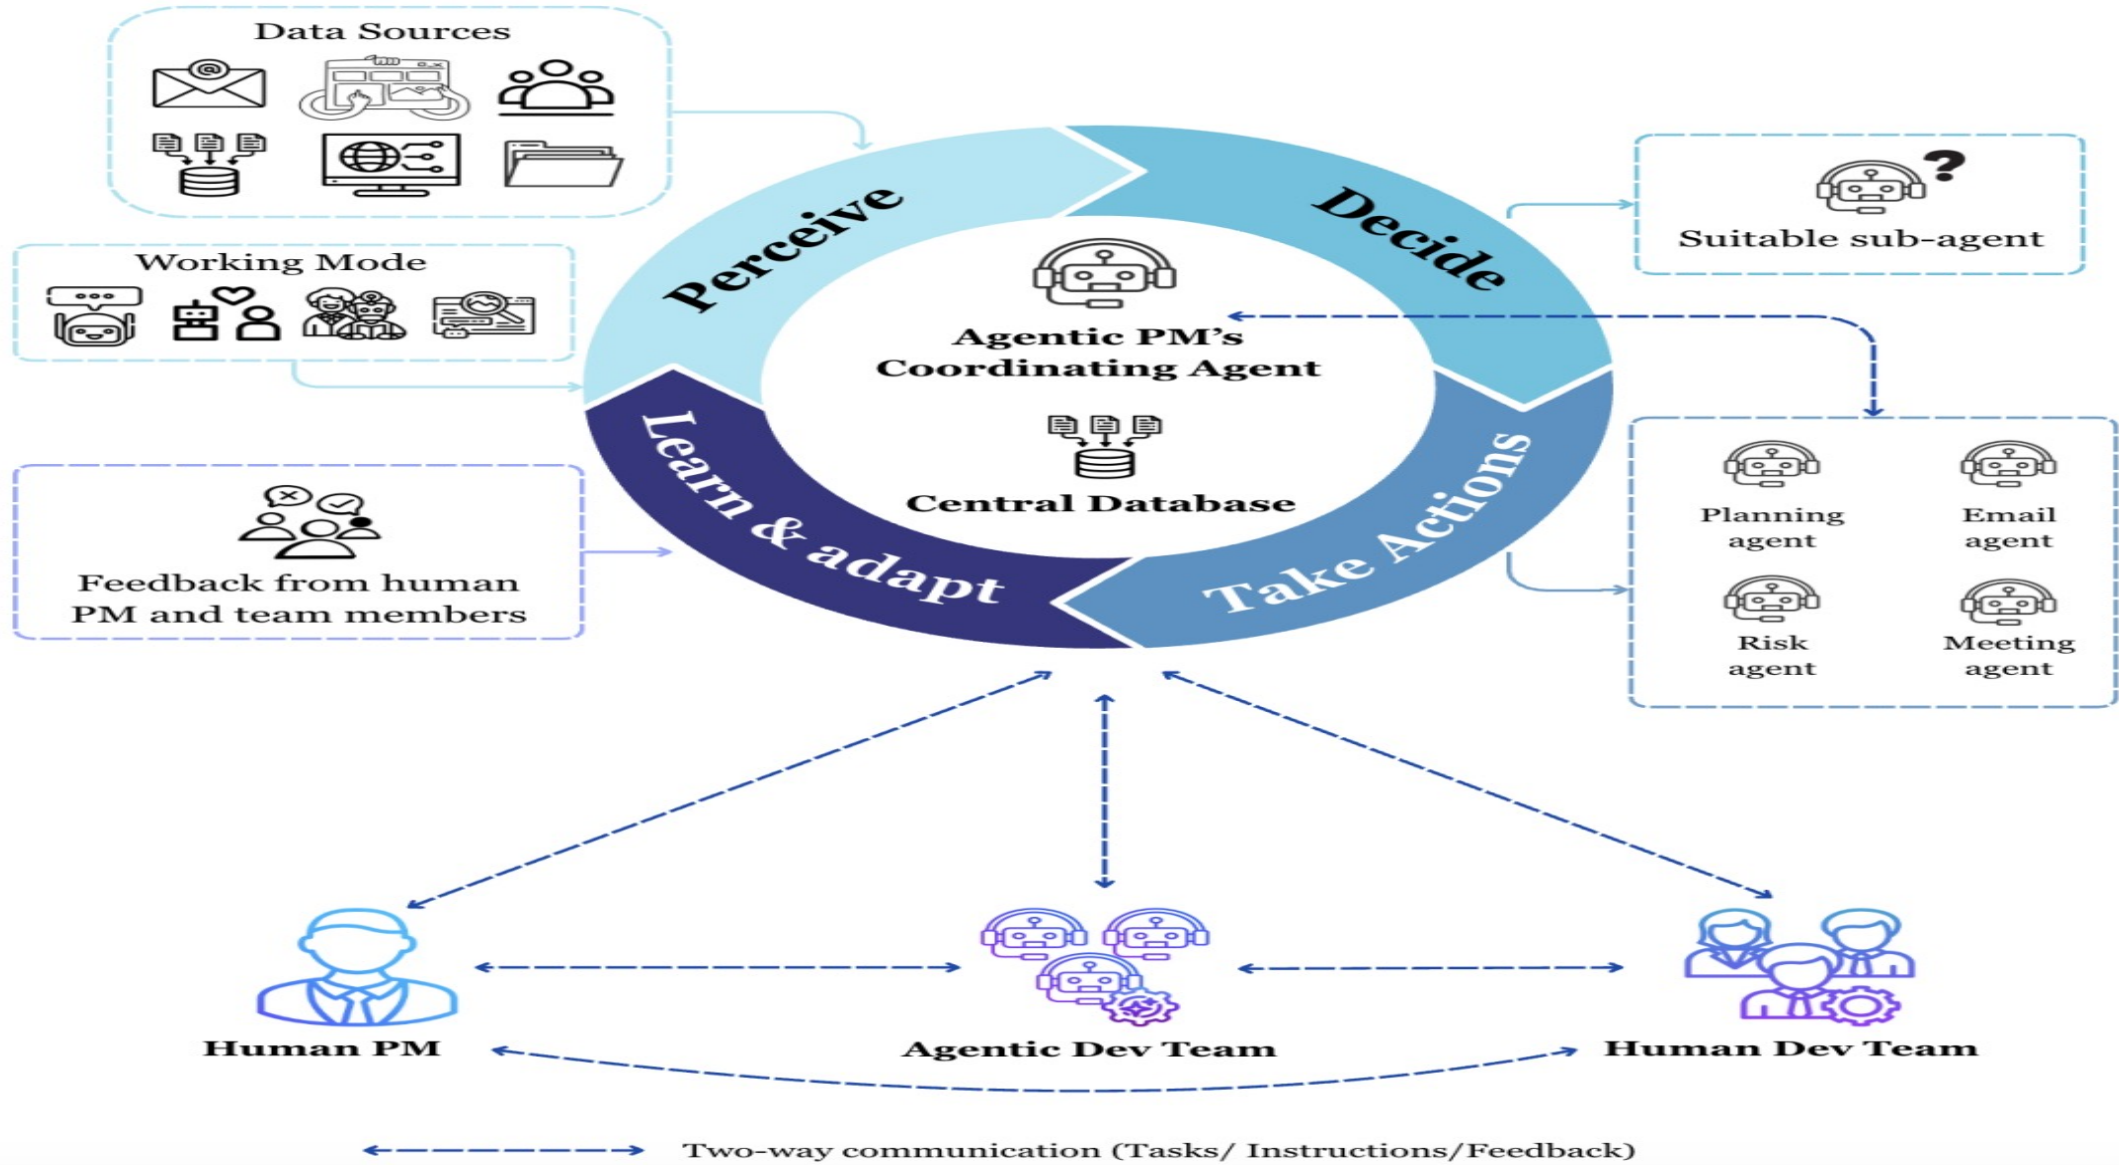 Data Sources
Working Mode
Feedback from human
PM and team members
Perceive
Decide
Take Actions
Learn & adapt
Agentic PM's
Coordinating Agent
Central Database
?
Suitable sub-agent
Planning
agent
Email
agent
Risk
agent
Meeting
agent
Human PM
Agentic Dev Team
Human Dev Team
Two-way communication (Tasks/ Instructions/Feedback)